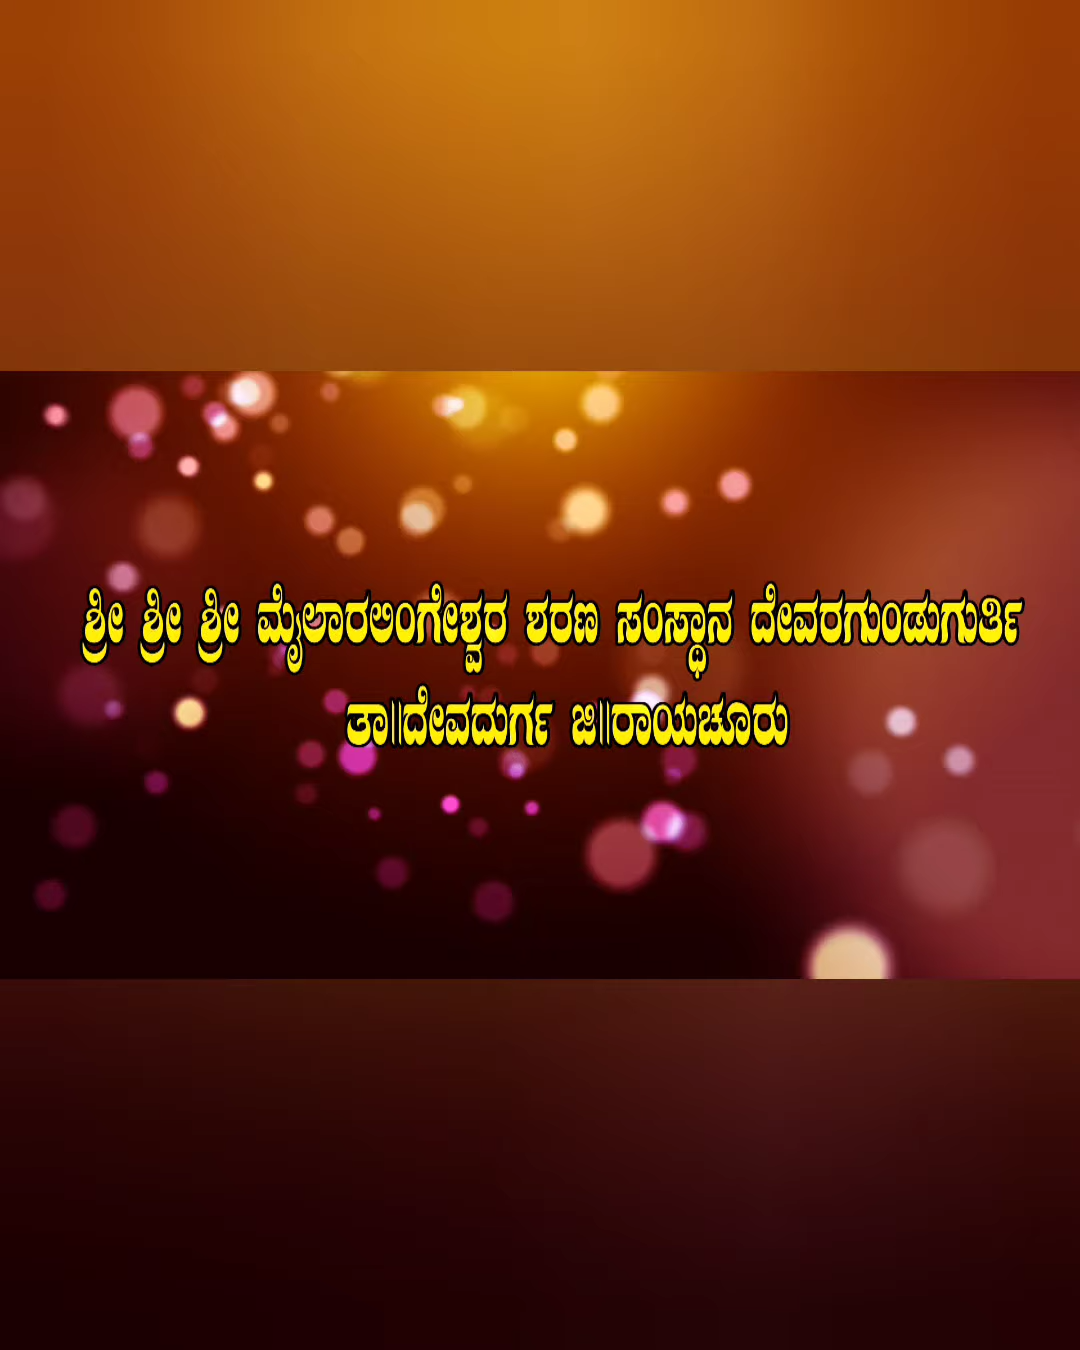 ಶ್ರೀ ಶ್ರೀ ಶ್ರೀ ಮೈಲಾರಲಿಂಗೇಶ್ವರ ಶರಣ ಸಂಸ್ಥಾನ ದೇವರಗುಂಡುಗುರ್ತಿ
ತಾ||ದೇವದುರ್ಗ ಜಿ||ರಾಯಚೂರು